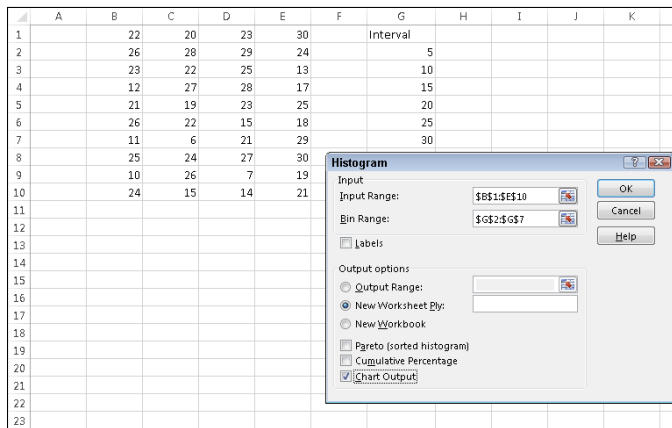 A B C D E F G H I J K
1 22 20 23 30 Interval
2 26 28 29 24 5
3 23 22 25 13 10
4 12 27 28 17 15
5 21 19 23 25 20
6 26 22 15 18 25
7 11 6 21 29 30
8 25 24 27 30
9 10 26 7 19
10 24 15 14 21
11
12
13
14
15
16
17
18
19
20
21
22
23
Histogram
Input
Input Range: $B$1:$E$10
Bin Range: $G$2:$G$7
Labels
OK
Cancel
Help
Output options
Output Range:
New Worksheet Ply:
New Workbook
Pareto (sorted histogram)
Cumulative Percentage
Chart Output